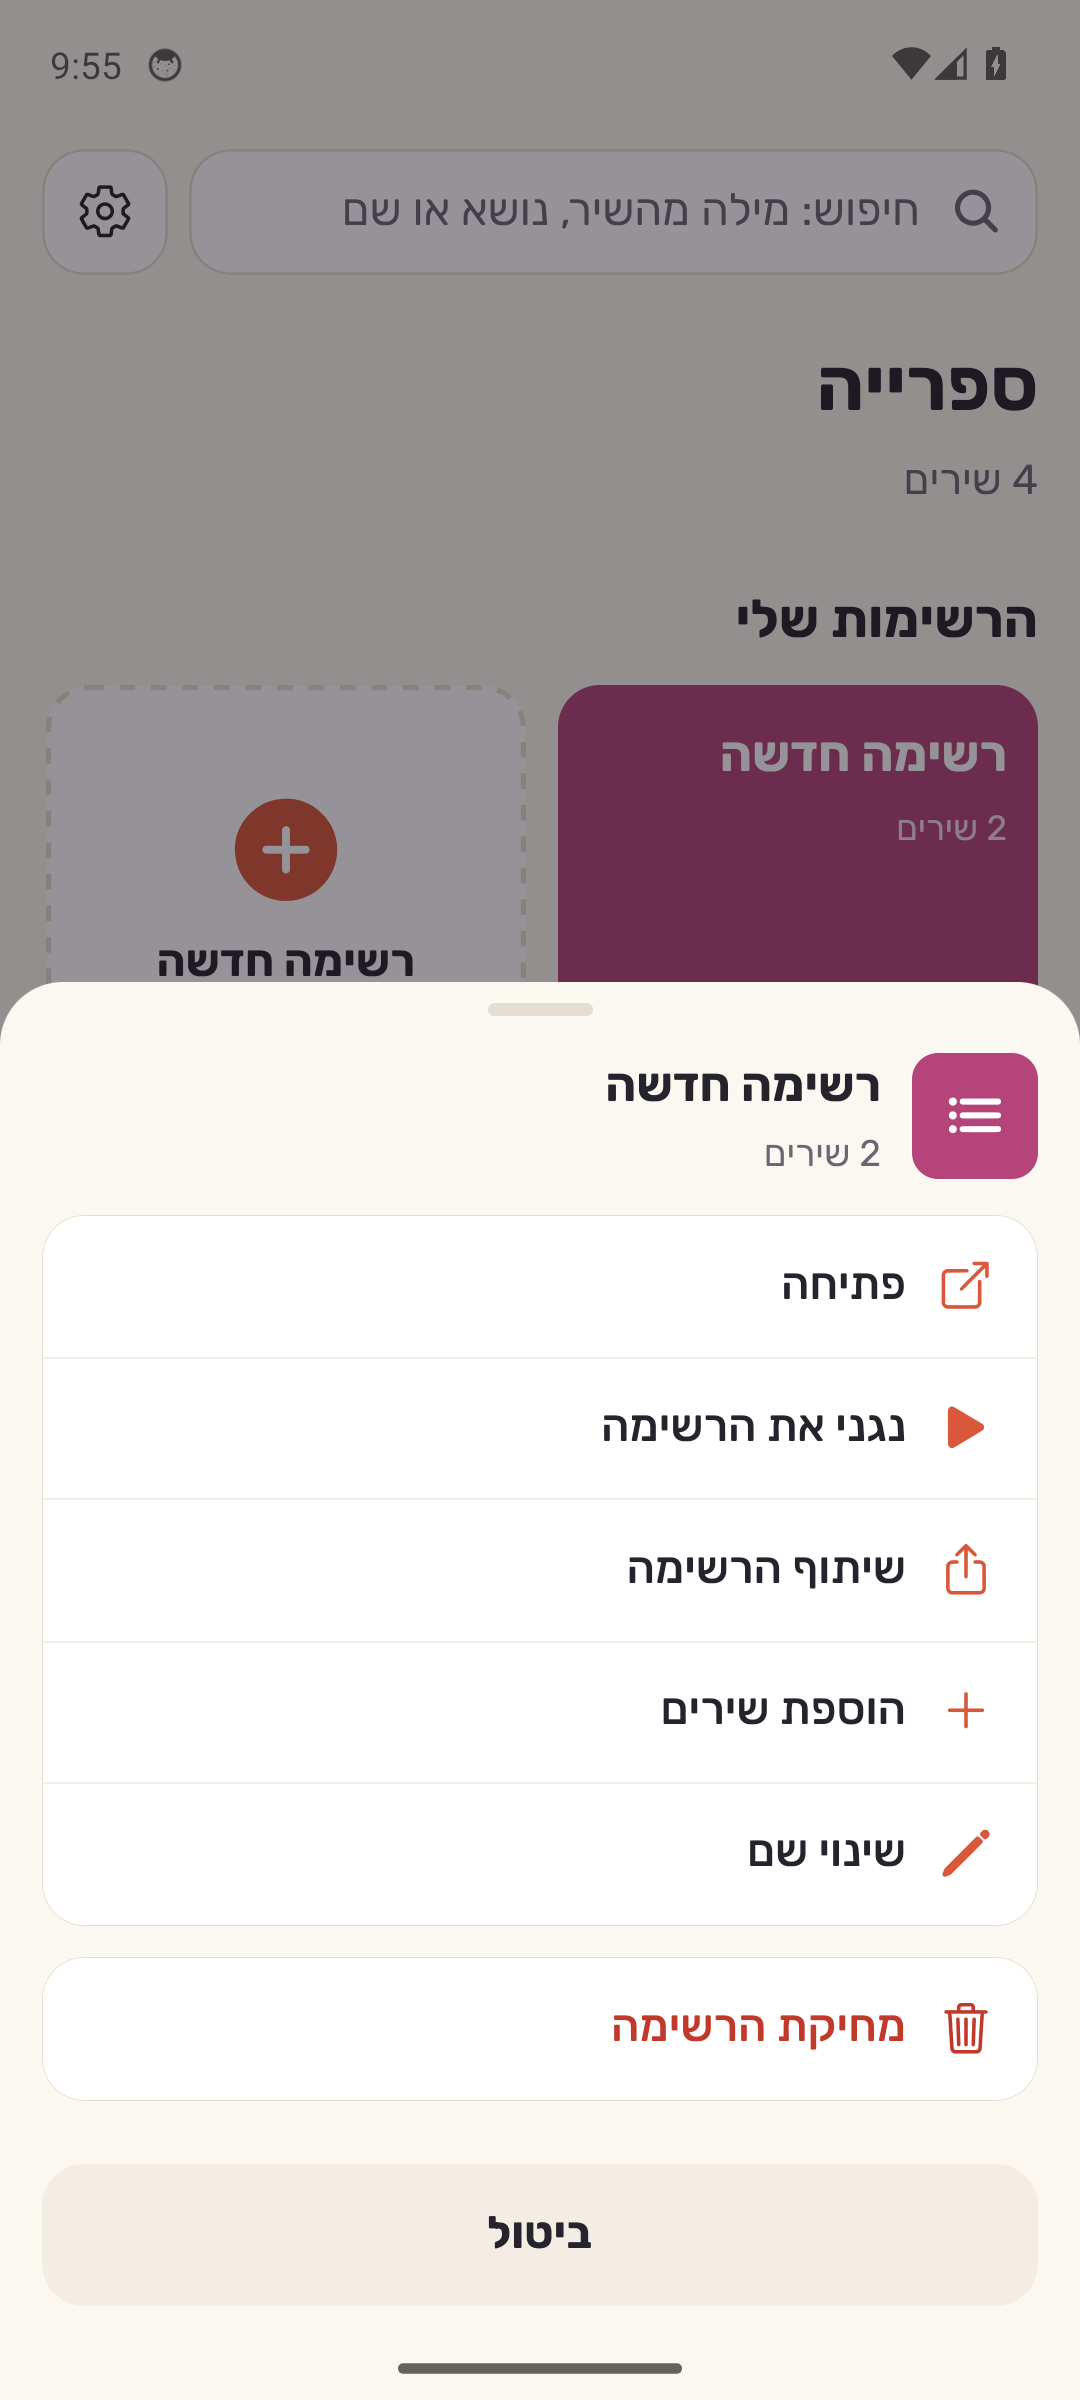 9:55
חיפוש: מילה מהשיר, נושא או שם
ספרייה
4 שירים
הרשימות שלי
רשימה חדשה
2 שירים
רשימה חדשה
רשימה חדשה
2 שירים
פתיחה
נגני את הרשימה
שיתוף הרשימה
הוספת שירים
שינוי שם
מחיקת הרשימה
ביטול